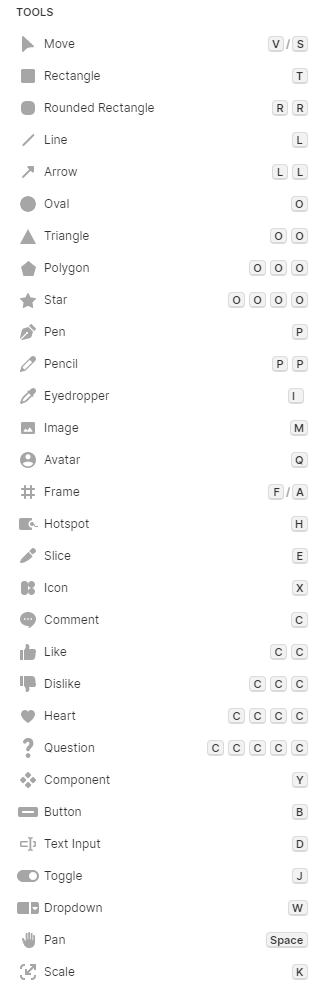 TOOLS
Move V / S
Rectangle T
Rounded Rectangle R R
Line L
Arrow L L
Oval O
Triangle O O
Polygon O O O
Star O O O O
Pen P
Pencil P P
Eyedropper I
Image M
Avatar Q
Frame F / A
Hotspot H
Slice E
Icon X
Comment C
Like C C
Dislike C C C
Heart C C C C
Question C C C C C
Component Y
Button B
Text Input D
Toggle J
Dropdown W
Pan Space
Scale K